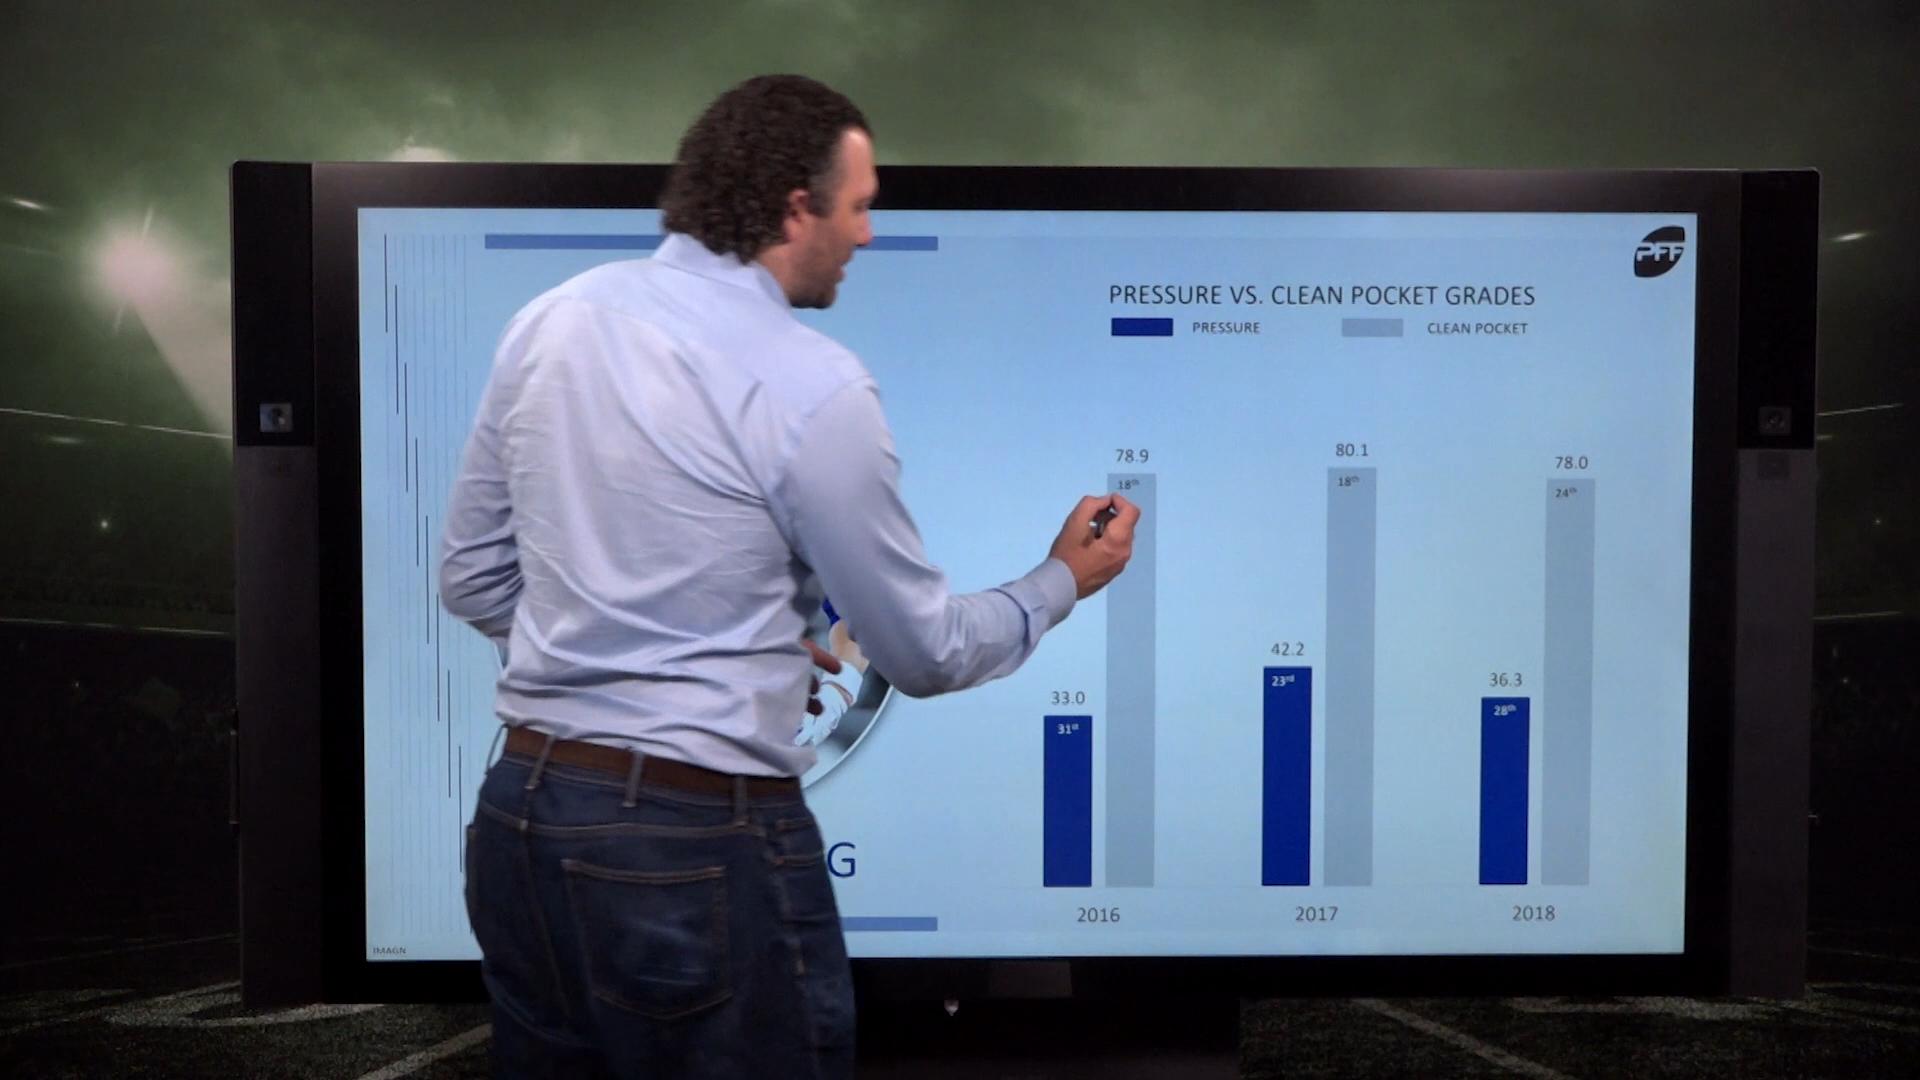 PFF
PRESSURE VS. CLEAN POCKET GRADES
PRESSURE CLEAN POCKET
78.9 80.1 78.0
18th 18th 24th
42.2
23rd
36.3
28th
33.0
31st
G
2016 2017 2018
IMAGN